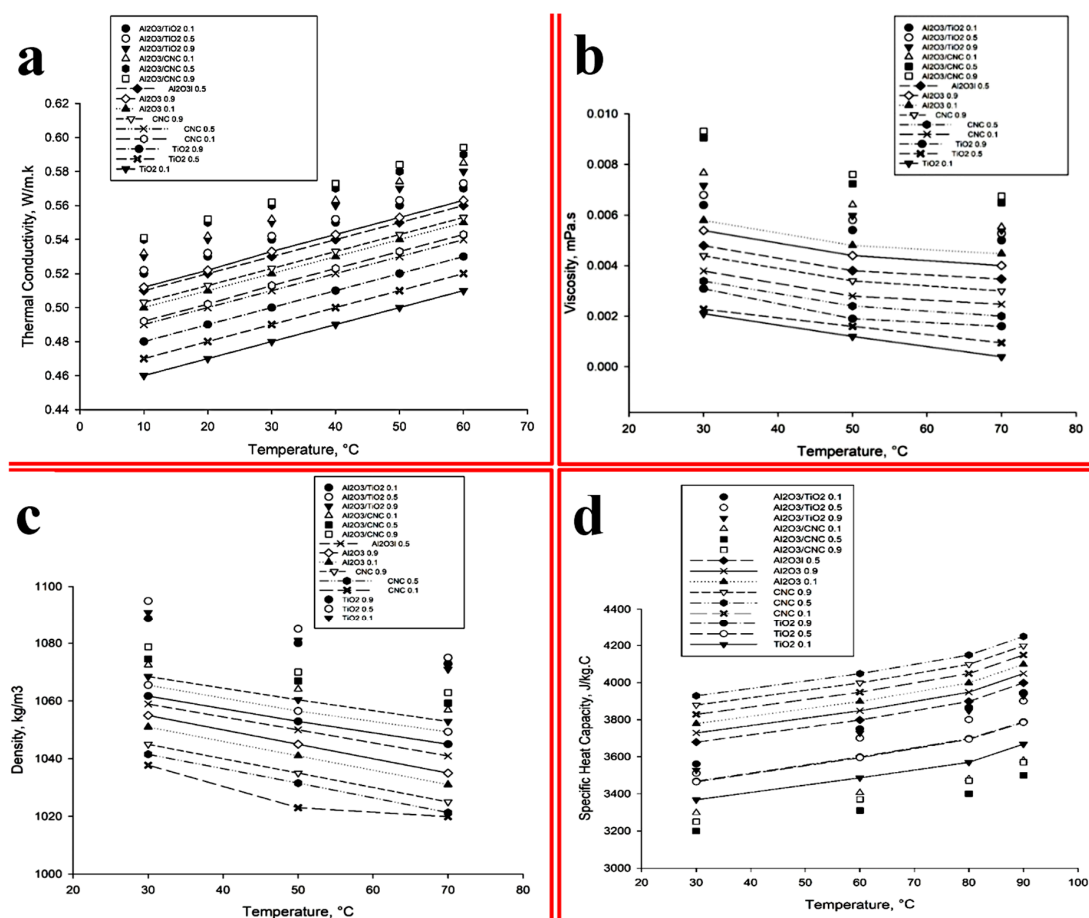 a
Al2O3/TiO2 0.1
Al2O3/TiO2 0.5
Al2O3/TiO2 0.9
Al2O3/CNC 0.1
Al2O3/CNC 0.5
Al2O3/CNC 0.9
Al2O3l 0.5
Al2O3 0.9
Al2O3 0.1
CNC 0.9
CNC 0.5
CNC 0.1
TiO2 0.9
TiO2 0.5
TiO2 0.1
Thermal Conductivity, W/m.k
0.62
0.60
0.58
0.56
0.54
0.52
0.50
0.48
0.46
0.44
0 10 20 30 40 50 60 70
Temperature, °C
b
Al2O3/TiO2 0.1
Al2O3/TiO2 0.5
Al2O3/TiO2 0.9
Al2O3/CNC 0.1
Al2O3/CNC 0.5
Al2O3/CNC 0.9
Al2O3l 0.5
Al2O3 0.9
Al2O3 0.1
CNC 0.9
CNC 0.5
CNC 0.1
TiO2 0.9
TiO2 0.5
TiO2 0.1
Viscosity, mPa.s
0.010
0.008
0.006
0.004
0.002
0.000
20 30 40 50 60 70 80
Temperature, °C
c
Al2O3/TiO2 0.1
Al2O3/TiO2 0.5
Al2O3/TiO2 0.9
Al2O3/CNC 0.1
Al2O3/CNC 0.5
Al2O3/CNC 0.9
Al2O3l 0.5
Al2O3 0.9
Al2O3 0.1
CNC 0.9
CNC 0.5
CNC 0.1
TiO2 0.9
TiO2 0.5
TiO2 0.1
Density, kg/m3
1100
1080
1060
1040
1020
1000
20 30 40 50 60 70 80
Temperature, °C
d
Al2O3/TiO2 0.1
Al2O3/TiO2 0.5
Al2O3/TiO2 0.9
Al2O3/CNC 0.1
Al2O3/CNC 0.5
Al2O3/CNC 0.9
Al2O3l 0.5
Al2O3 0.9
Al2O3 0.1
CNC 0.9
CNC 0.5
CNC 0.1
TiO2 0.9
TiO2 0.5
TiO2 0.1
Specific Heat Capacity, J/kg.C
4400
4200
4000
3800
3600
3400
3200
3000
20 30 40 50 60 70 80 90 100
Temperature, °C